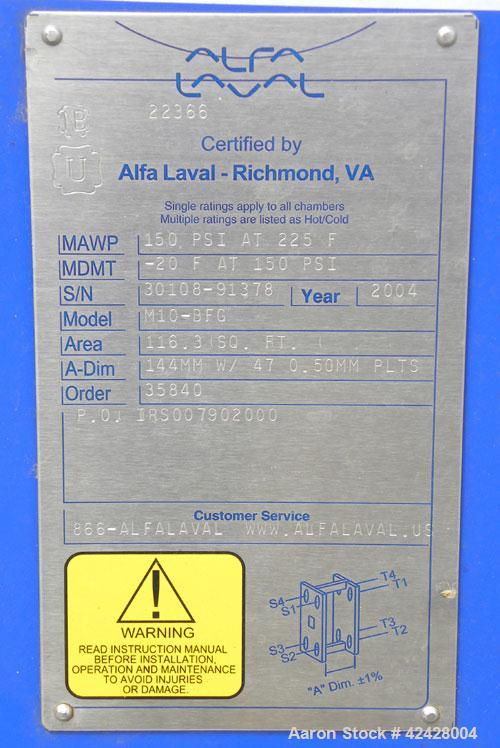 ALFA
LAVAL
1B 22366
U
Certified by
Alfa Laval - Richmond, VA
Single ratings apply to all chambers
Multiple ratings are listed as Hot/Cold
MAWP 150 PSI AT 225 F
MDMT -20 F AT 150 PSI
S/N 30108-91378 Year 2004
Model M10-BFG
Area 116.3 (SQ. FT. (
A-Dim 144MM W/ 47 0.50MM PLTS
Order 35840
P.O. IRS007902000
Customer Service
866-ALFALAVAL WWW.ALFALAVAL.US
WARNING
READ INSTRUCTION MANUAL
BEFORE INSTALLATION,
OPERATION AND MAINTENANCE
TO AVOID INJURIES
OR DAMAGE.
S4 T4
S1 T1
S3 T3
S2 T2
"A" Dim. ±1%
Aaron Stock # 42428004